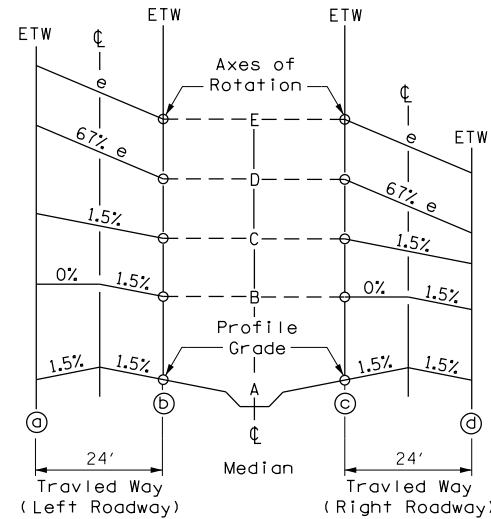 ETW
ETW
ETW
ETW
℄
℄
Axes of
Rotation
e
E
e
67% e
D
67% e
1.5%
C
1.5%
0%
1.5%
B
0%
1.5%
Profile
Grade
1.5%
1.5%
A
1.5%
1.5%
a
b
℄
c
d
24'
Median
24'
Travled Way
(Left Roadway)
Travled Way
(Right Roadway)